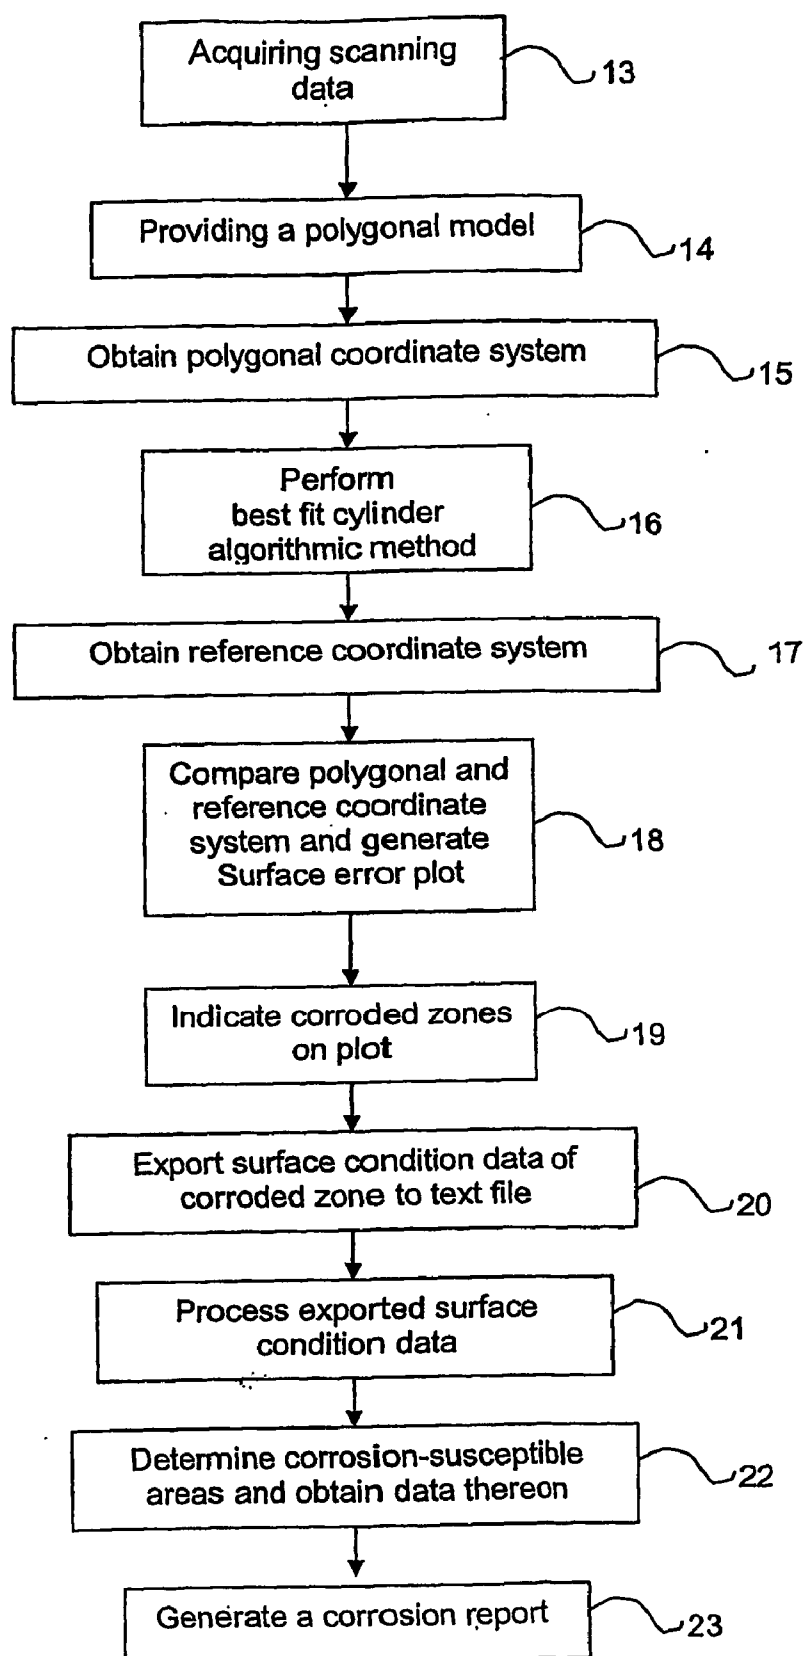 Acquiring scanning
data
13
Providing a polygonal model
14
Obtain polygonal coordinate system
15
Perform
best fit cylinder
algorithmic method
16
Obtain reference coordinate system
17
Compare polygonal and
reference coordinate
system and generate
Surface error plot
18
Indicate corroded zones
on plot
19
Export surface condition data of
corroded zone to text file
20
Process exported surface
condition data
21
Determine corrosion-susceptible
areas and obtain data thereon
22
Generate a corrosion report
23